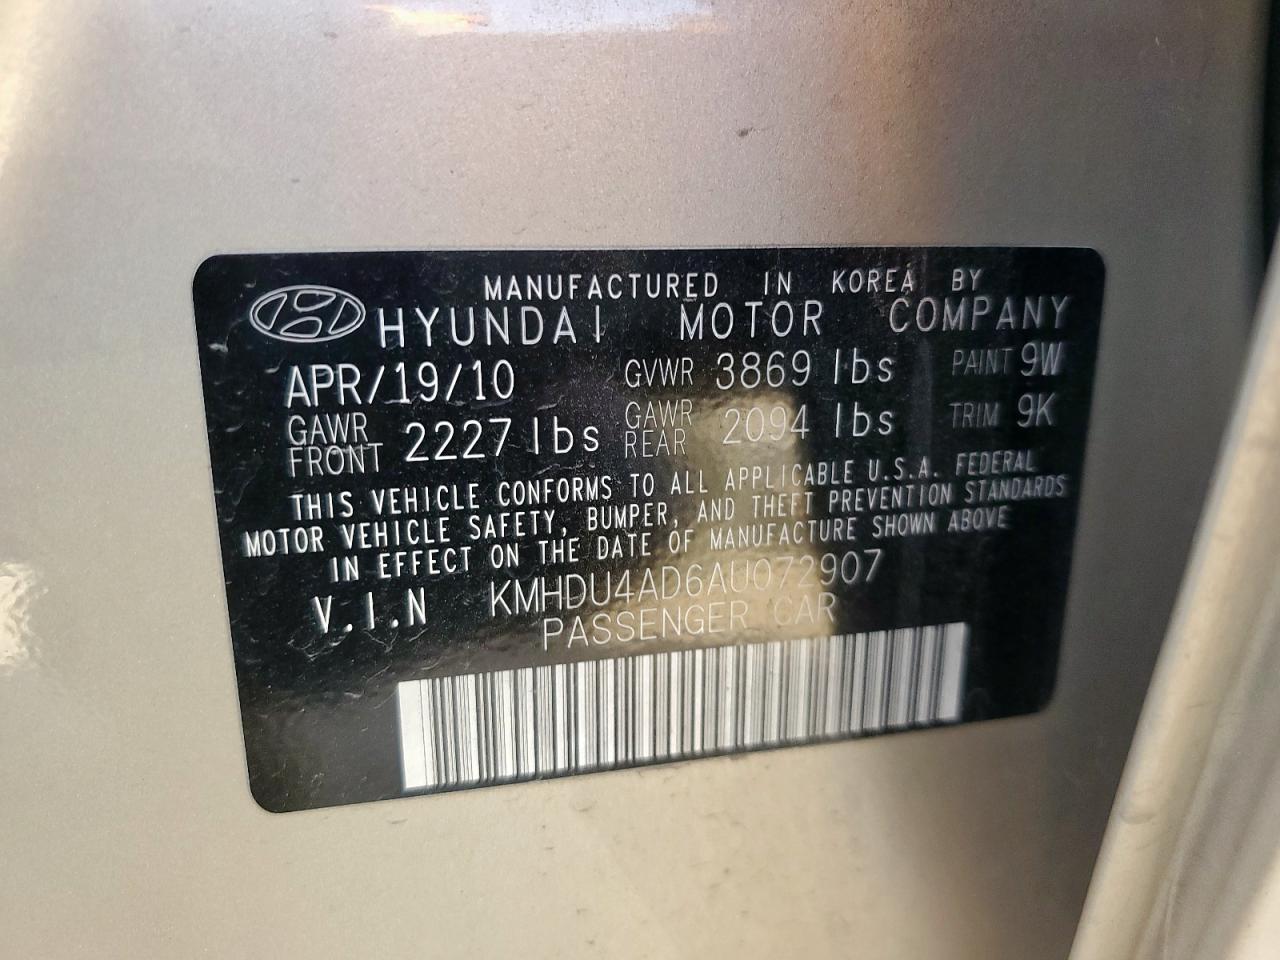 MANUFACTURED IN KOREA BY
HYUNDAI MOTOR COMPANY
APR/19/10 GVWR 3869 lbs PAINT 9W
GAWR FRONT 2227 lbs GAWR REAR 2094 lbs TRIM 9K
THIS VEHICLE CONFORMS TO ALL APPLICABLE U.S.A. FEDERAL
MOTOR VEHICLE SAFETY, BUMPER, AND THEFT PREVENTION STANDARDS
IN EFFECT ON THE DATE OF MANUFACTURE SHOWN ABOVE
V.I.N KMHDU4AD6AU072907
PASSENGER CAR